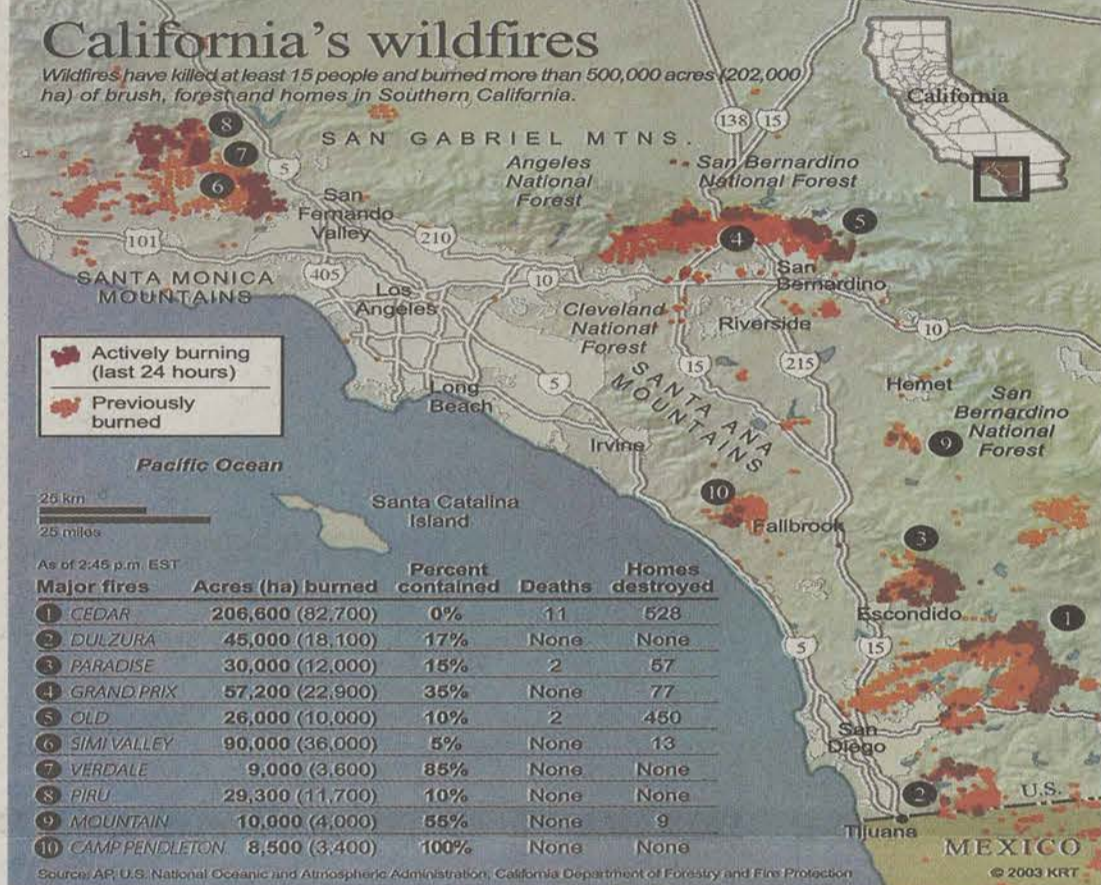 California's wildfires
Wildfires have killed at least 15 people and burned more than 500,000 acres (202,000
ha) of brush, forest and homes in Southern California.
California
138
15
8
7
6
5
SAN GABRIEL MTNS.
Angeles
National
Forest
San Bernardino
National Forest
San
Fernando
Valley
101
210
405
5
4
SANTA MONICA
MOUNTAINS
Los
Angeles
10
San
Bernardino
Cleveland
National
Forest
Riverside
10
Actively burning
(last 24 hours)
Previously
burned
Long
Beach
5
15
215
SANTA ANA
MOUNTAINS
Hemet
San
Bernardino
National
Forest
9
Irvine
Pacific Ocean
25 km
25 miles
Santa Catalina
Island
10
Fallbrook
3
Escondido
1
5
15
San
Diego
2
U.S.
Tijuana
MEXICO
As of 2:45 p.m. EST
Major fires Acres (ha) burned Percent contained Deaths Homes destroyed
1 CEDAR 206,600 (82,700) 0% 11 528
2 DULZURA 45,000 (18,100) 17% None None
3 PARADISE 30,000 (12,000) 15% 2 57
4 GRAND PRIX 57,200 (22,900) 35% None 77
5 OLD 26,000 (10,000) 10% 2 450
6 SIMI VALLEY 90,000 (36,000) 5% None 13
7 VERDALE 9,000 (3,600) 85% None None
8 PIRU 29,300 (11,700) 10% None None
9 MOUNTAIN 10,000 (4,000) 55% None 9
10 CAMP PENDLETON 8,500 (3,400) 100% None None
Source: AP, U.S. National Oceanic and Atmospheric Administration, California Department of Forestry and Fire Protection
© 2003 KRT